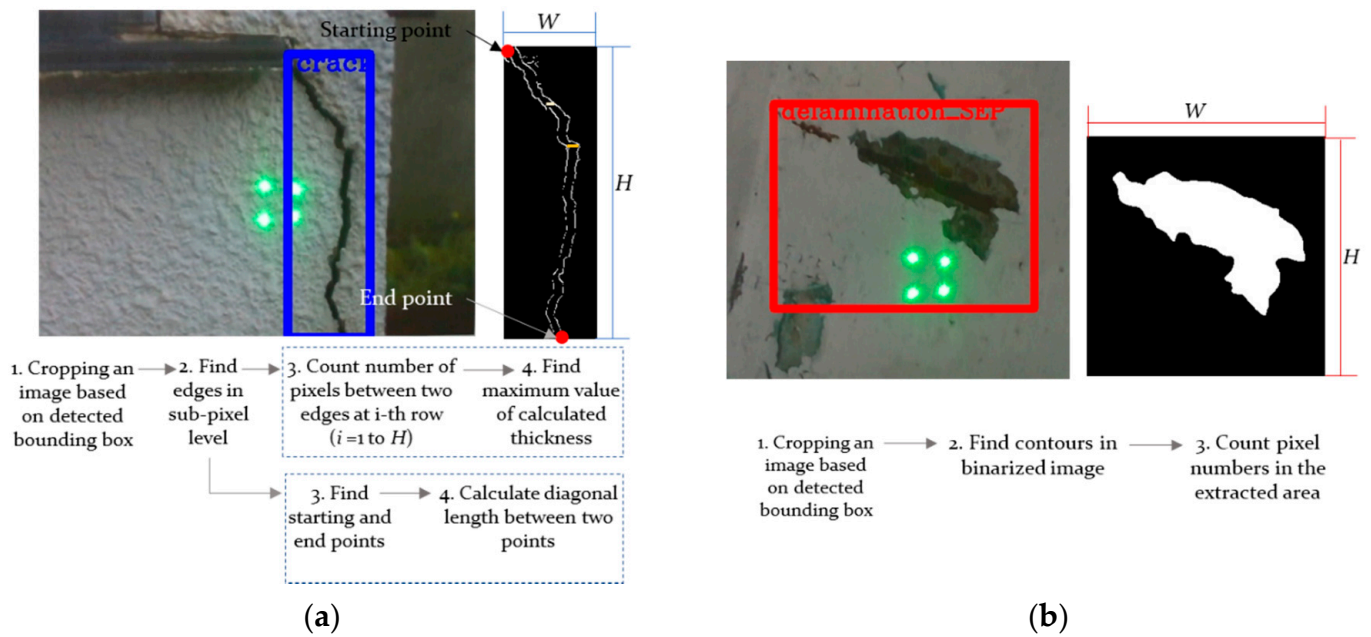 Starting point
W
crack
H
End point
1. Cropping an
image based
on detected
bounding box
2. Find
edges in
sub-pixel
level
3. Count number of
pixels between two
edges at i-th row
(i =1 to H)
4. Find
maximum value
of calculated
thickness
3. Find
starting and
end points
4. Calculate diagonal
length between two
points
(a)
delammination_SEP
W
H
1. Cropping an
image based
on detected
bounding box
2. Find contours in
binarized image
3. Count pixel
numbers in the
extracted area
(b)